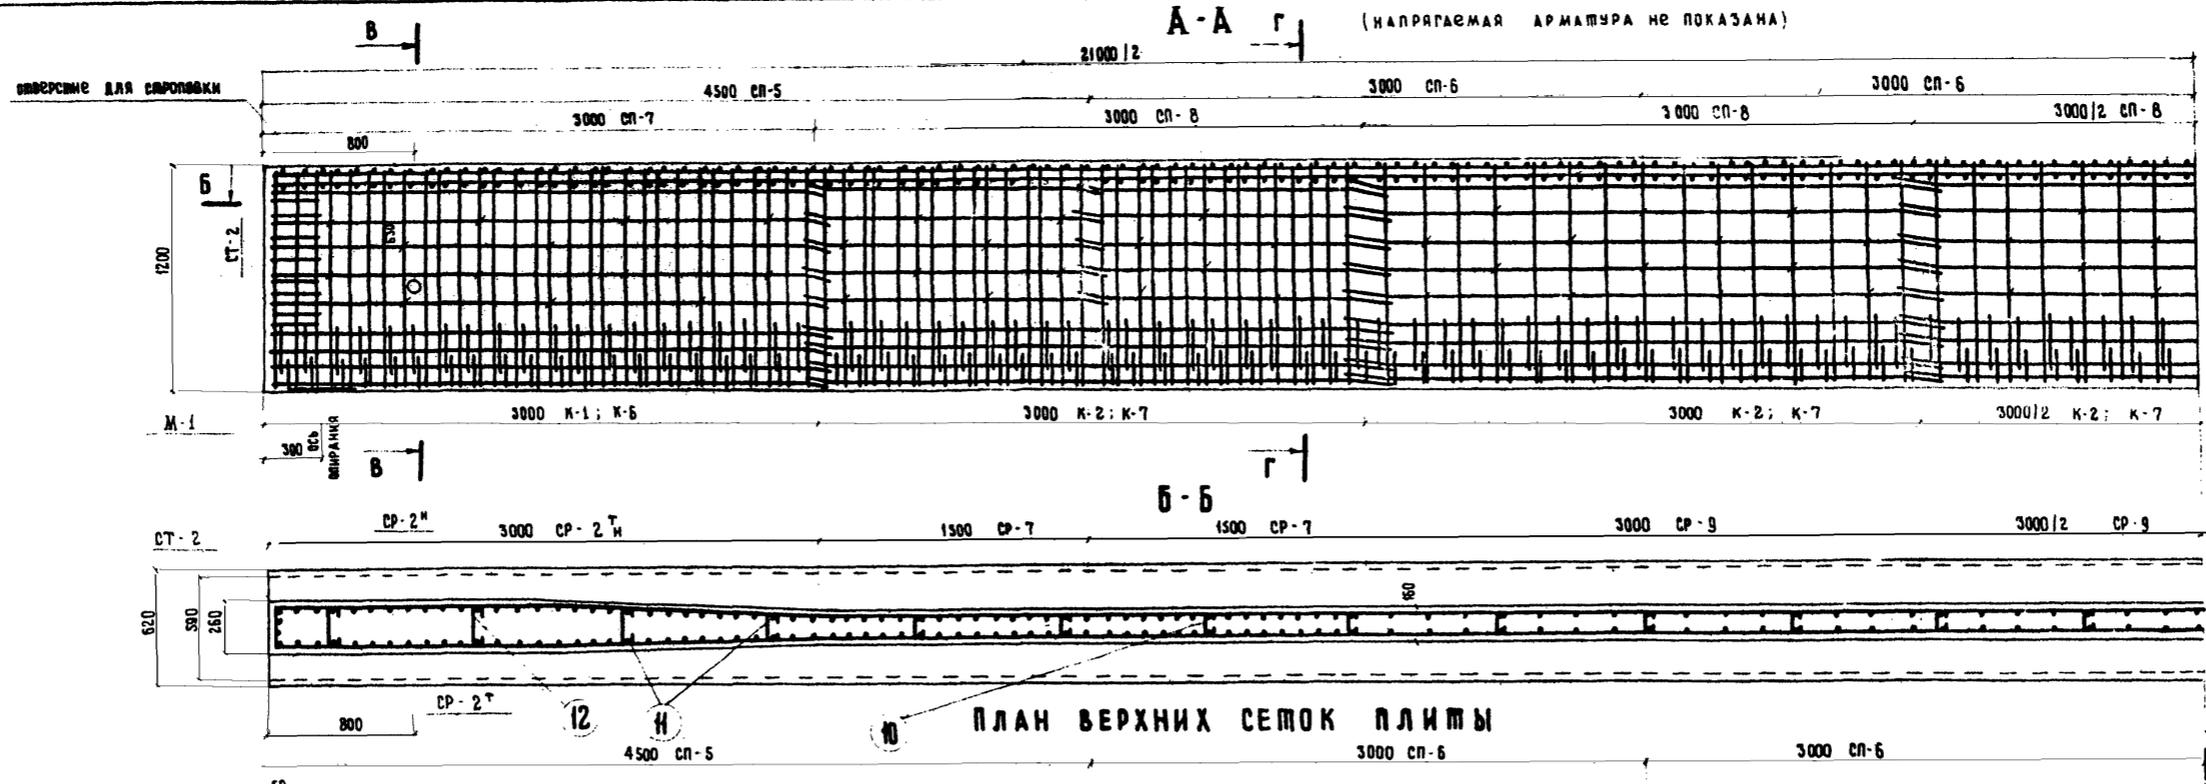 А-А (НАПРЯГАЕМАЯ АРМАТУРА НЕ ПОКАЗАНА)
В Г
21000/2
отверстие для строповки
4500 СП-5 3000 СП-6 3000 СП-6
3000 СП-7 3000 СП-8 3000 СП-8 3000/2 СП-8
800
Б
СТ-2
630
1200
М-1
3000 К-1; К-6 3000 К-2; К-7 3000 К-2; К-7 3000/2 К-2; К-7
300 ось опирания
В Г
Б-Б
СТ-2 СР-2Н 3000 СР-2 Т Н 1500 СР-7 1500 СР-7 3000 СР-9 3000/2 СР-9
620 590 260 160
СР-2Т
800
12 11 10
ПЛАН ВЕРХНИХ СЕТОК ПЛИТЫ
4500 СП-5 3000 СП-6 3000 СП-6